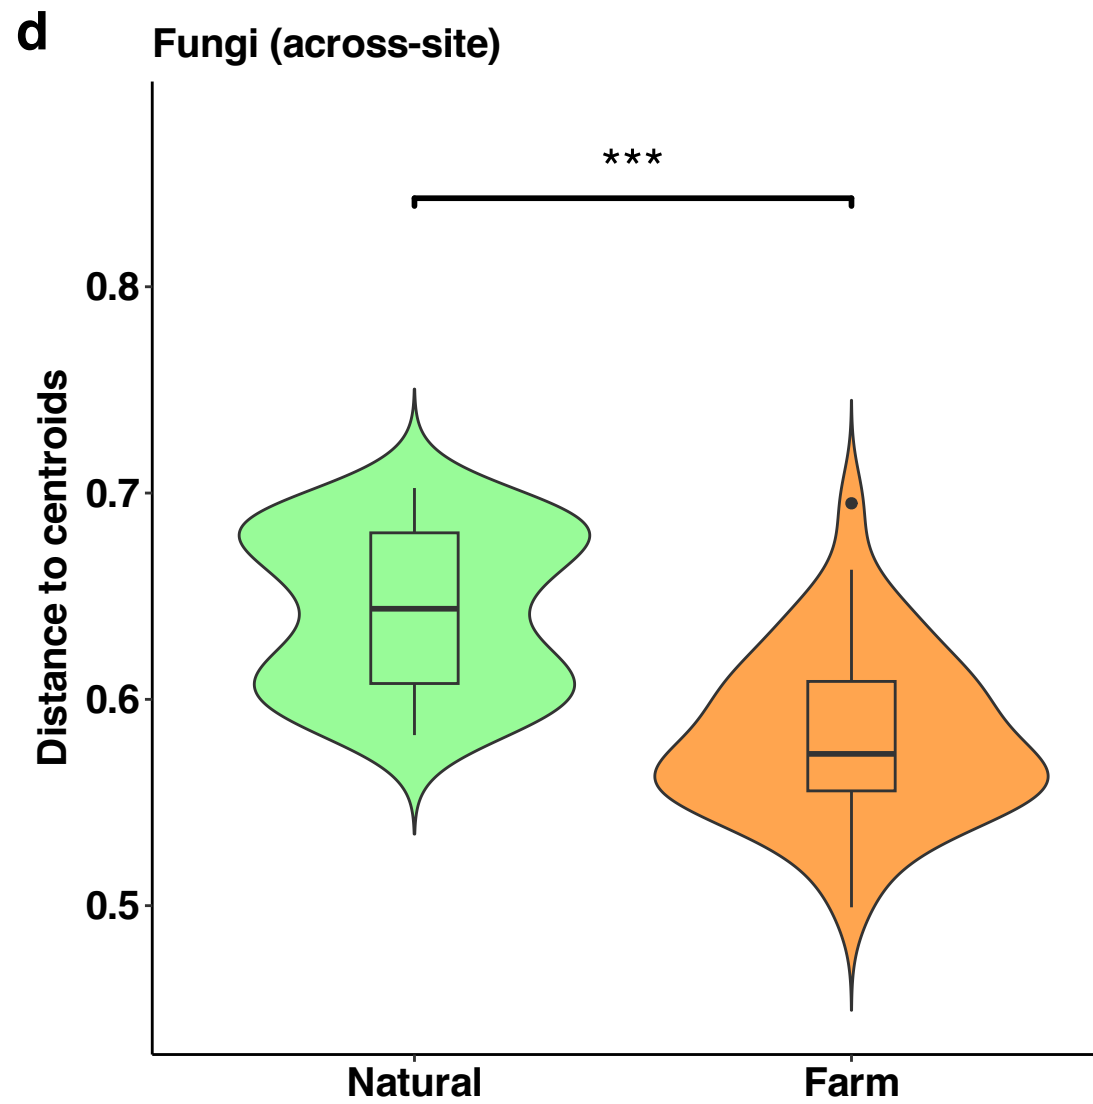 d
Fungi (across-site)
***
0.8
0.7
0.6
0.5
Distance to centroids
Natural
Farm